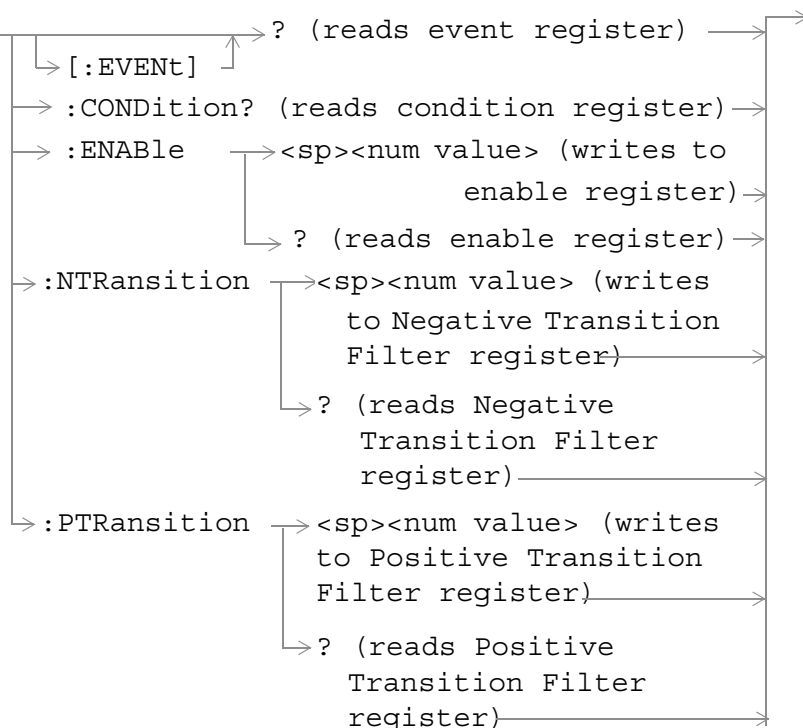 ? (reads event register)
[:EVENt]
:CONDition? (reads condition register)
:ENABle <sp><num value> (writes to
enable register)
? (reads enable register)
:NTRansition <sp><num value> (writes
to Negative Transition
Filter register)
? (reads Negative
Transition Filter
register)
:PTRansition <sp><num value> (writes
to Positive Transition
Filter register)
? (reads Positive
Transition Filter
register)